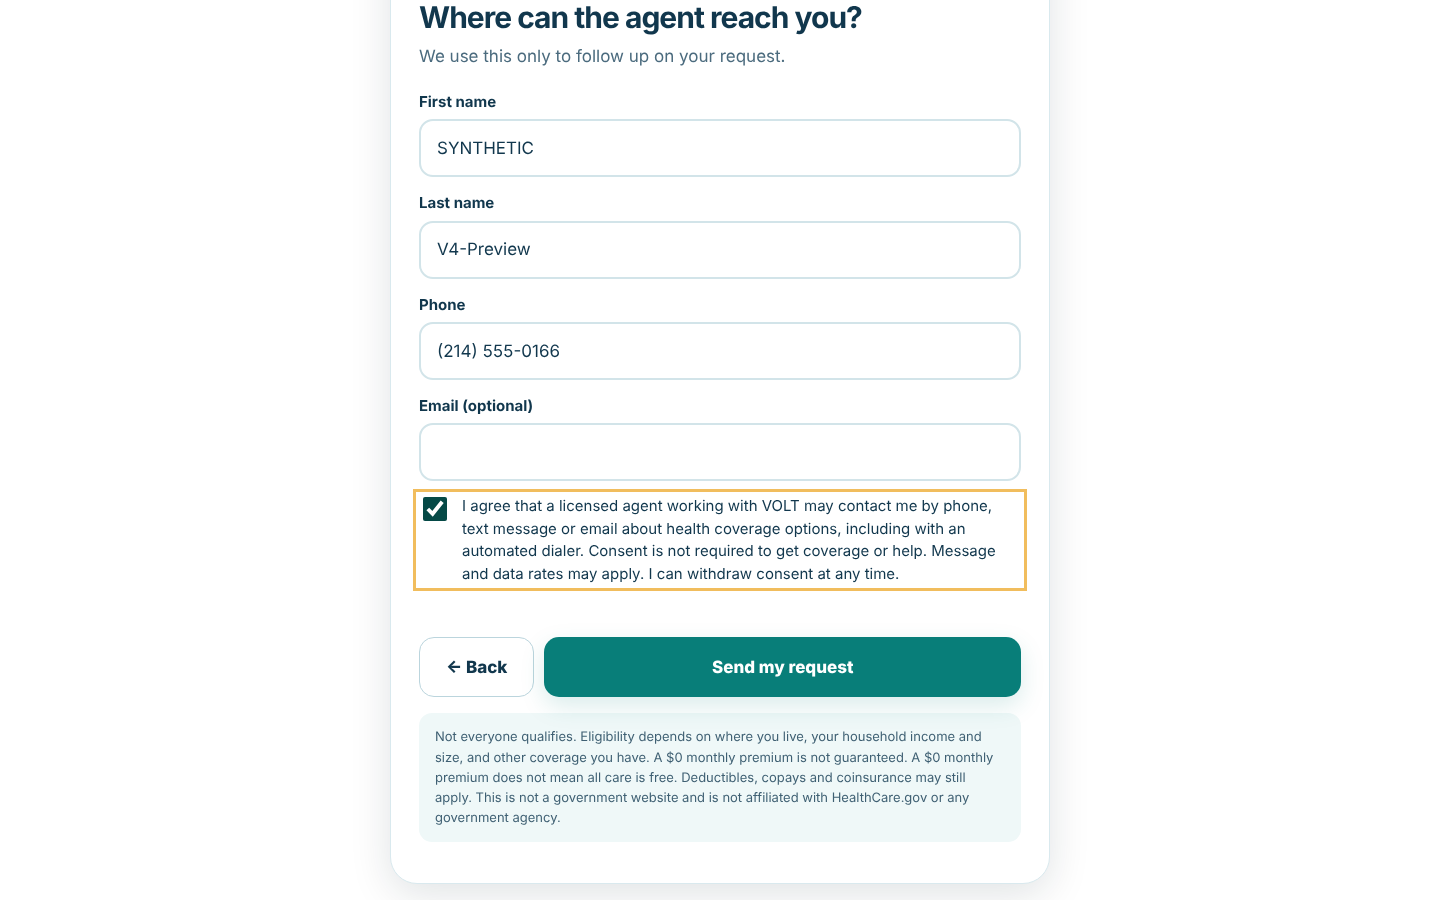 Where can the agent reach you?
We use this only to follow up on your request.
First name
SYNTHETIC
Last name
V4-Preview
Phone
(214) 555-0166
Email (optional)
I agree that a licensed agent working with VOLT may contact me by phone,
text message or email about health coverage options, including with an
automated dialer. Consent is not required to get coverage or help. Message
and data rates may apply. I can withdraw consent at any time.
← Back
Send my request
Not everyone qualifies. Eligibility depends on where you live, your household income and
size, and other coverage you have. A $0 monthly premium is not guaranteed. A $0 monthly
premium does not mean all care is free. Deductibles, copays and coinsurance may still
apply. This is not a government website and is not affiliated with HealthCare.gov or any
government agency.